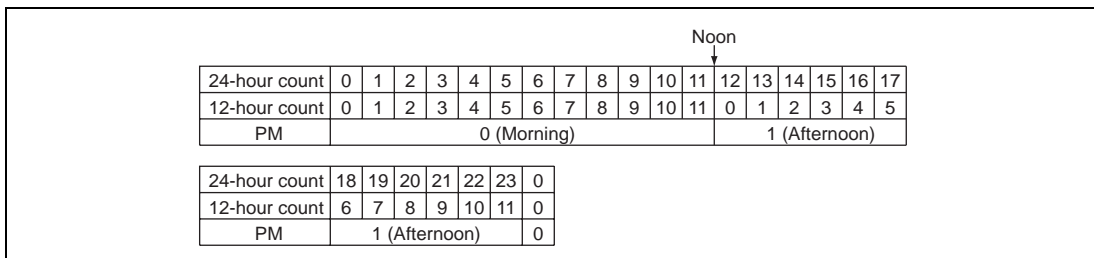 Noon
24-hour count 0 1 2 3 4 5 6 7 8 9 10 11 12 13 14 15 16 17
12-hour count 0 1 2 3 4 5 6 7 8 9 10 11 0 1 2 3 4 5
PM 0 (Morning) 1 (Afternoon)
24-hour count 18 19 20 21 22 23 0
12-hour count 6 7 8 9 10 11 0
PM 1 (Afternoon) 0